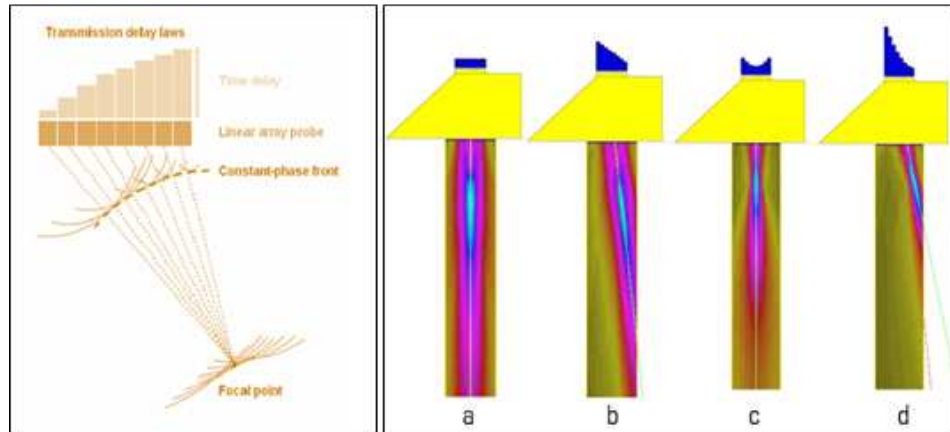 Transmission delay laws
Time delay
Linear array probe
Constant-phase front
Focal point
a b c d